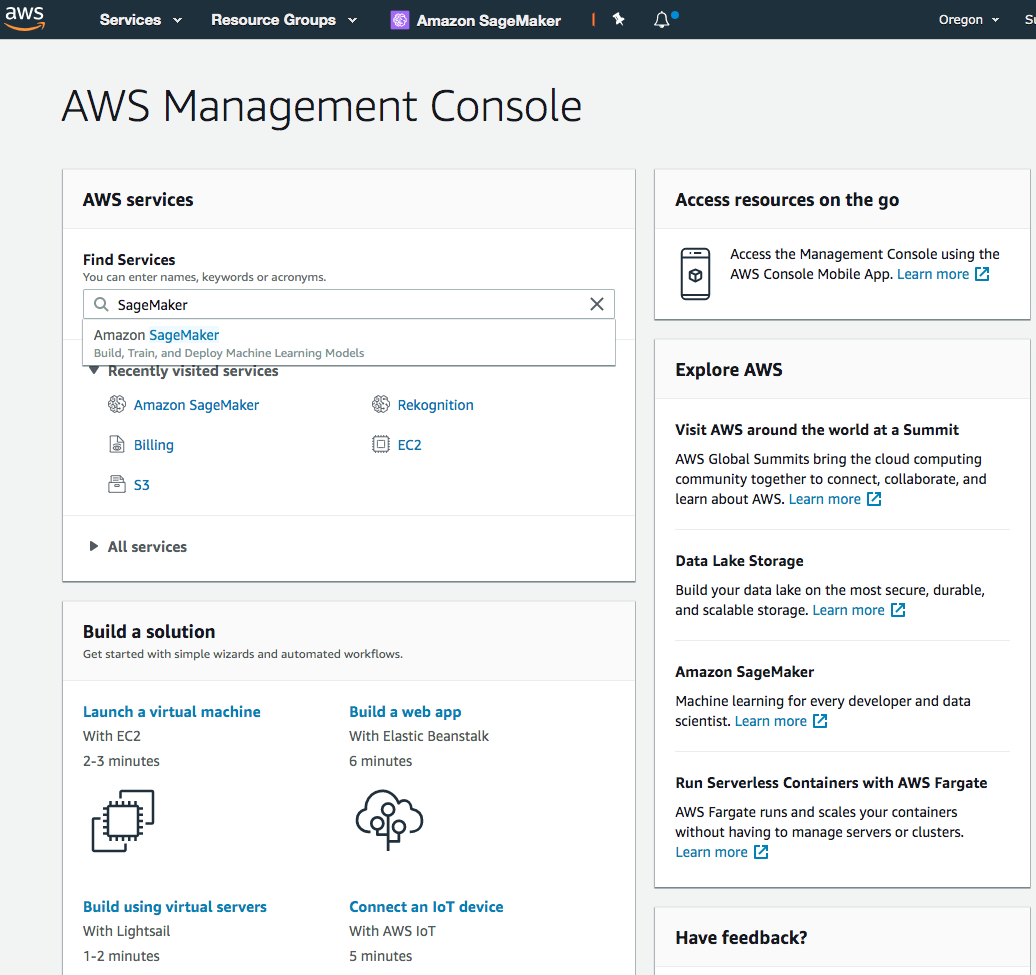 aws
Services
Resource Groups
Amazon SageMaker
Oregon
AWS Management Console
AWS services
Find Services
You can enter names, keywords or acronyms.
SageMaker
Amazon SageMaker
Build, Train, and Deploy Machine Learning Models
Recently visited services
Amazon SageMaker
Rekognition
Billing
EC2
S3
All services
Build a solution
Get started with simple wizards and automated workflows.
Launch a virtual machine
With EC2
2-3 minutes
Build a web app
With Elastic Beanstalk
6 minutes
Build using virtual servers
With Lightsail
1-2 minutes
Connect an IoT device
With AWS IoT
5 minutes
Access resources on the go
Access the Management Console using the
AWS Console Mobile App. Learn more
Explore AWS
Visit AWS around the world at a Summit
AWS Global Summits bring the cloud computing
community together to connect, collaborate, and
learn about AWS. Learn more
Data Lake Storage
Build your data lake on the most secure, durable,
and scalable storage. Learn more
Amazon SageMaker
Machine learning for every developer and data
scientist. Learn more
Run Serverless Containers with AWS Fargate
AWS Fargate runs and scales your containers
without having to manage servers or clusters.
Learn more
Have feedback?